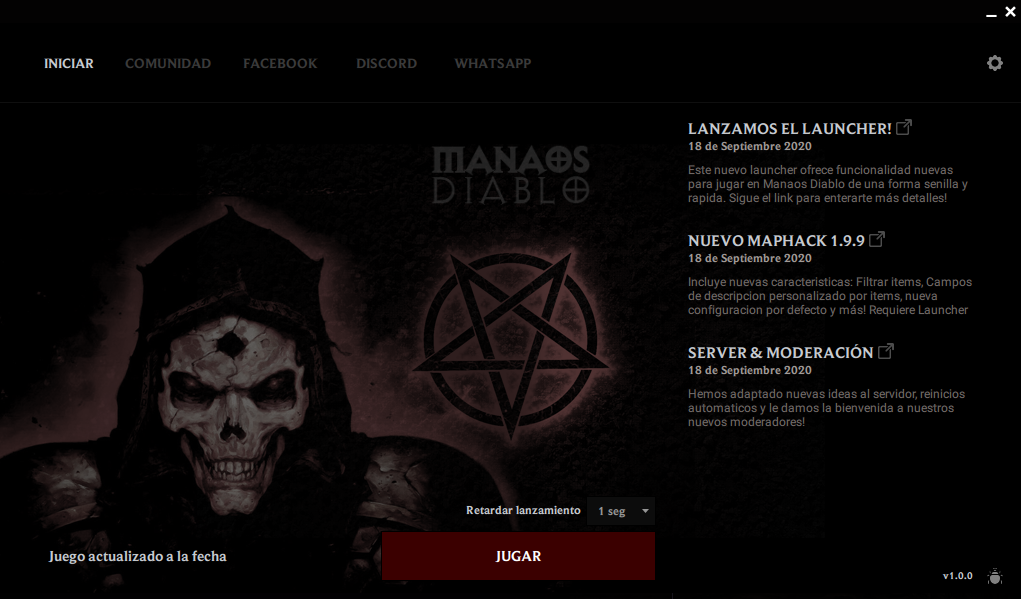 INICIAR COMUNIDAD FACEBOOK DISCORD WHATSAPP
MANAOS
DIABLO
LANZAMOS EL LAUNCHER!
18 de Septiembre 2020
Este nuevo launcher ofrece funcionalidad nuevas
para jugar en Manaos Diablo de una forma senilla y
rapida. Sigue el link para enterarte más detalles!
NUEVO MAPHACK 1.9.9
18 de Septiembre 2020
Incluye nuevas caracteristicas: Filtrar items, Campos
de descripcion personalizado por items, nueva
configuracion por defecto y más! Requiere Launcher
SERVER & MODERACIÓN
18 de Septiembre 2020
Hemos adaptado nuevas ideas al servidor, reinicios
automaticos y le damos la bienvenida a nuestros
nuevos moderadores!
Retardar lanzamiento 1 seg
Juego actualizado a la fecha
JUGAR
v1.0.0